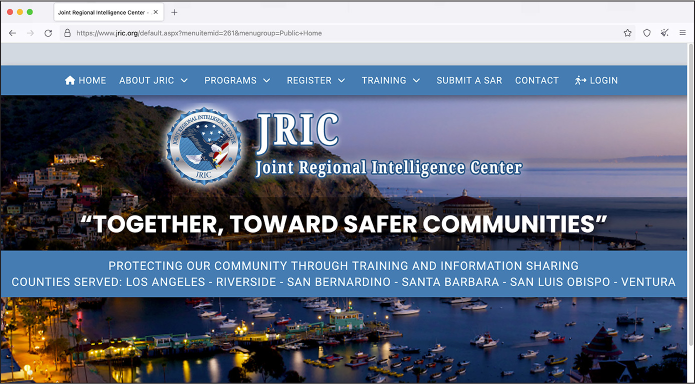 Joint Regional Intelligence Center -
https://www.jric.org/default.aspx?menuitemid=261&menugroup=Public+Home
HOME ABOUT JRIC PROGRAMS REGISTER TRAINING SUBMIT A SAR CONTACT LOGIN
JOINT REGIONAL INTELLIGENCE CENTER
JRIC
JRIC
Joint Regional Intelligence Center
“TOGETHER, TOWARD SAFER COMMUNITIES”
PROTECTING OUR COMMUNITY THROUGH TRAINING AND INFORMATION SHARING
COUNTIES SERVED: LOS ANGELES - RIVERSIDE - SAN BERNARDINO - SANTA BARBARA - SAN LUIS OBISPO - VENTURA